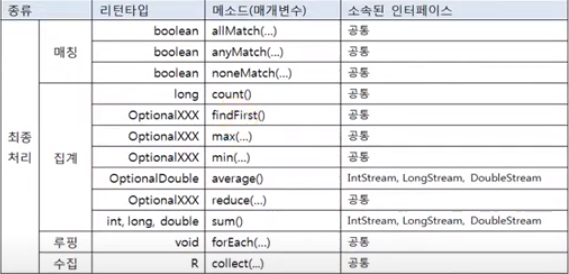 종류 리턴타입 메소드(매개변수) 소속된 인터페이스
최종 처리 매칭 boolean allMatch(...) 공통
boolean anyMatch(...) 공통
boolean noneMatch(...) 공통
집계 long count() 공통
OptionalXXX findFirst() 공통
OptionalXXX max(...) 공통
OptionalXXX min(...) 공통
OptionalDouble average() IntStream, LongStream, DoubleStream
OptionalXXX reduce(...) 공통
int, long, double sum() IntStream, LongStream, DoubleStream
루핑 void forEach(...) 공통
수집 R collect(...) 공통